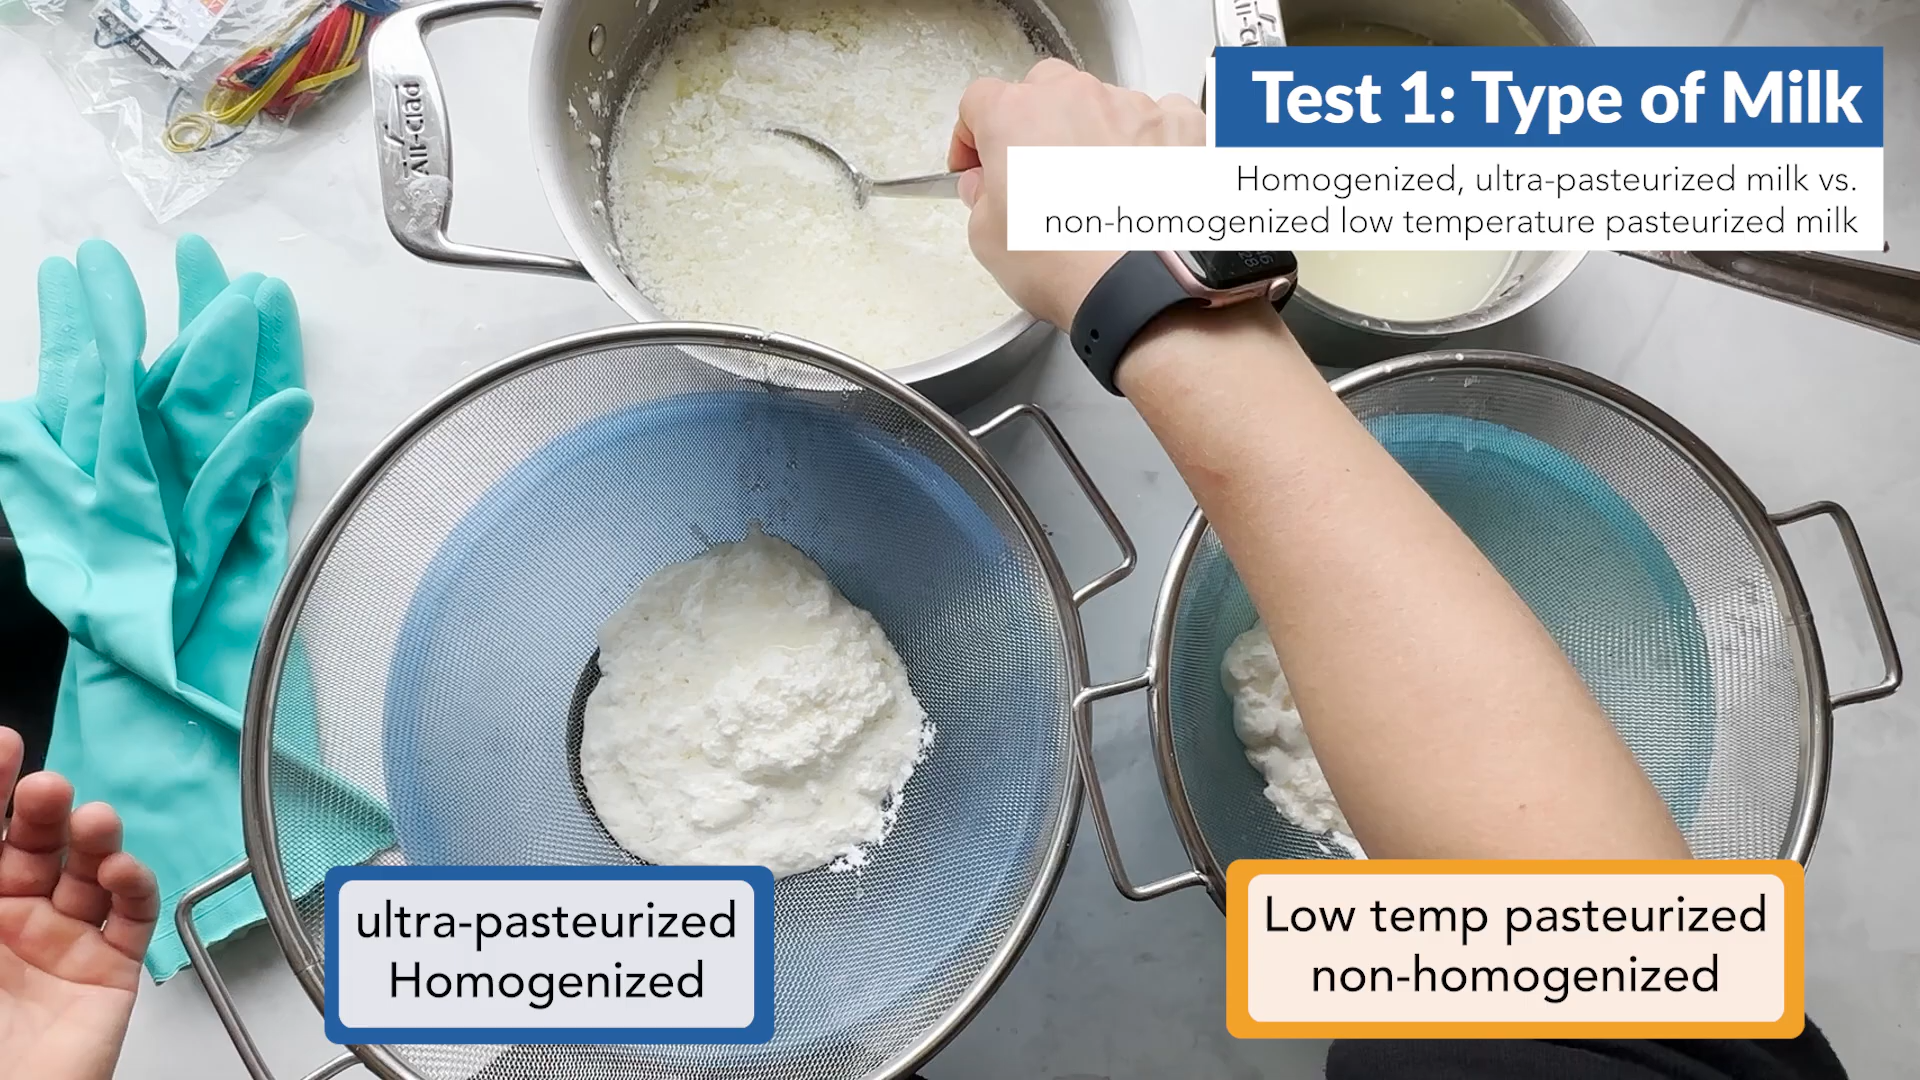 All-Clad
Test 1: Type of Milk
Homogenized, ultra-pasteurized milk vs.
non-homogenized low temperature pasteurized milk
ultra-pasteurized
Homogenized
Low temp pasteurized
non-homogenized